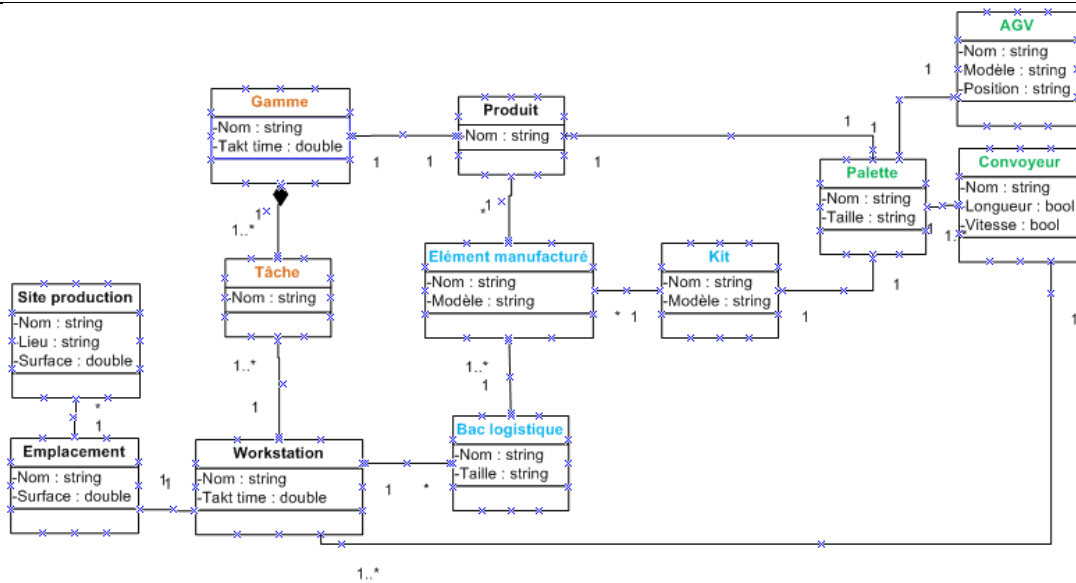 AGV
-Nom : string
-Modèle : string
-Position : string
1
Gamme
-Nom : string
-Takt time : double
1
1
Produit
-Nom : string
1
1
1
Palette
-Nom : string
-Taille : string
Convoyeur
-Nom : string
-Longueur : bool
-Vitesse : bool
1
1..*
1
1..*
*
1
Tâche
-Nom : string
Elément manufacturé
-Nom : string
-Modèle : string
*
1
Kit
-Nom : string
-Modèle : string
1
1
1
Site production
-Nom : string
-Lieu : string
-Surface : double
*
1
1..*
1
1..*
1
Emplacement
-Nom : string
-Surface : double
1
1
Workstation
-Nom : string
-Takt time : double
1
*
Bac logistique
-Nom : string
-Taille : string
1..*